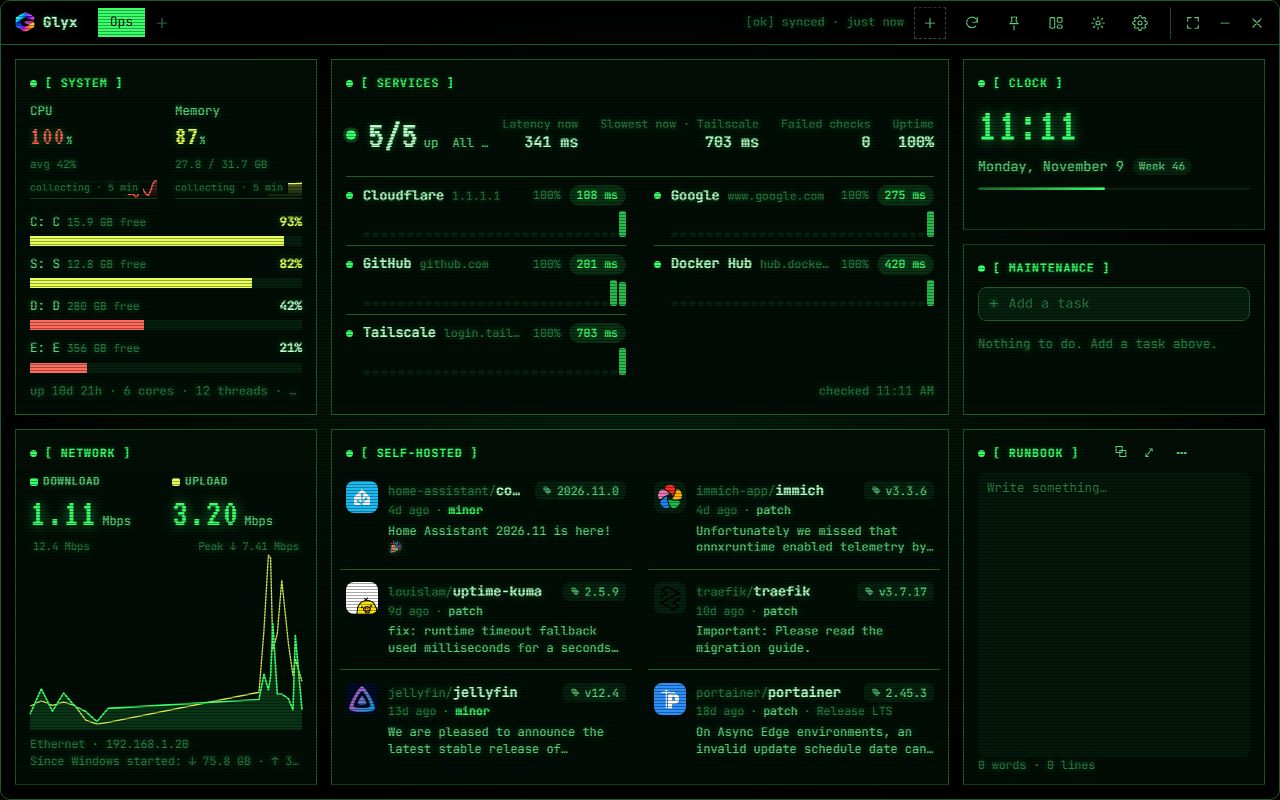 Glyx
Ops
[ok] synced · just now
[ SYSTEM ]
CPU
Memory
100%
87%
avg 42%
27.8 / 31.7 GB
collecting · 5 min
collecting · 5 min
C: C 15.9 GB free 93%
S: S 12.8 GB free 82%
D: D 280 GB free 42%
E: E 356 GB free 21%
up 10d 21h · 6 cores · 12 threads · …
[ SERVICES ]
5/5 up All …
Latency now
341 ms
Slowest now · Tailscale
703 ms
Failed checks
0
Uptime
100%
Cloudflare 1.1.1.1 100% 108 ms
Google www.google.com 100% 275 ms
GitHub github.com 100% 201 ms
Docker Hub hub.docke… 100% 420 ms
Tailscale login.tail… 100% 703 ms
checked 11:11 AM
[ CLOCK ]
11:11
Monday, November 9 Week 46
[ MAINTENANCE ]
+ Add a task
Nothing to do. Add a task above.
[ NETWORK ]
DOWNLOAD
UPLOAD
1.11 Mbps
3.20 Mbps
12.4 Mbps
Peak ↓ 7.41 Mbps
Ethernet · 192.168.1.20
Since Windows started: ↓ 75.8 GB · ↑ 3…
[ SELF-HOSTED ]
home-assistant/co… 2026.11.0
4d ago · minor
Home Assistant 2026.11 is here!
🎉
immich-app/immich v3.3.6
4d ago · patch
Unfortunately we missed that
onnxruntime enabled telemetry by…
louislam/uptime-kuma 2.5.9
9d ago · patch
fix: runtime timeout fallback
used milliseconds for a seconds…
traefik/traefik v3.7.17
10d ago · patch
Important: Please read the
migration guide.
jellyfin/jellyfin v12.4
13d ago · minor
We are pleased to announce the
latest stable release of…
portainer/portainer 2.45.3
18d ago · patch · Release LTS
On Async Edge environments, an
invalid update schedule date can…
[ RUNBOOK ]
Write something…
0 words · 0 lines